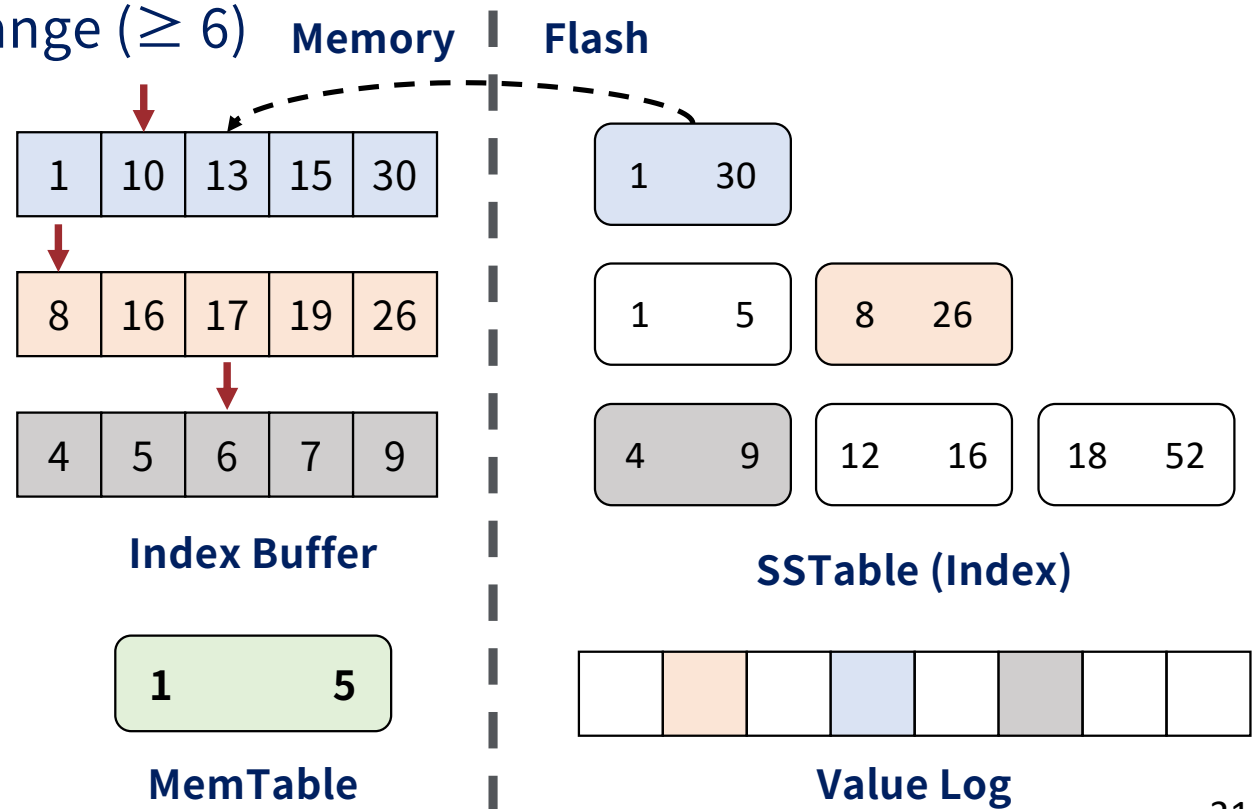 (≥ 6)
Memory
Flash
1 10 13 15 30
1 30
8 16 17 19 26
1 5
8 26
4 5 6 7 9
4 9
12 16
18 52
Index Buffer
SSTable (Index)
1 5
MemTable
Value Log